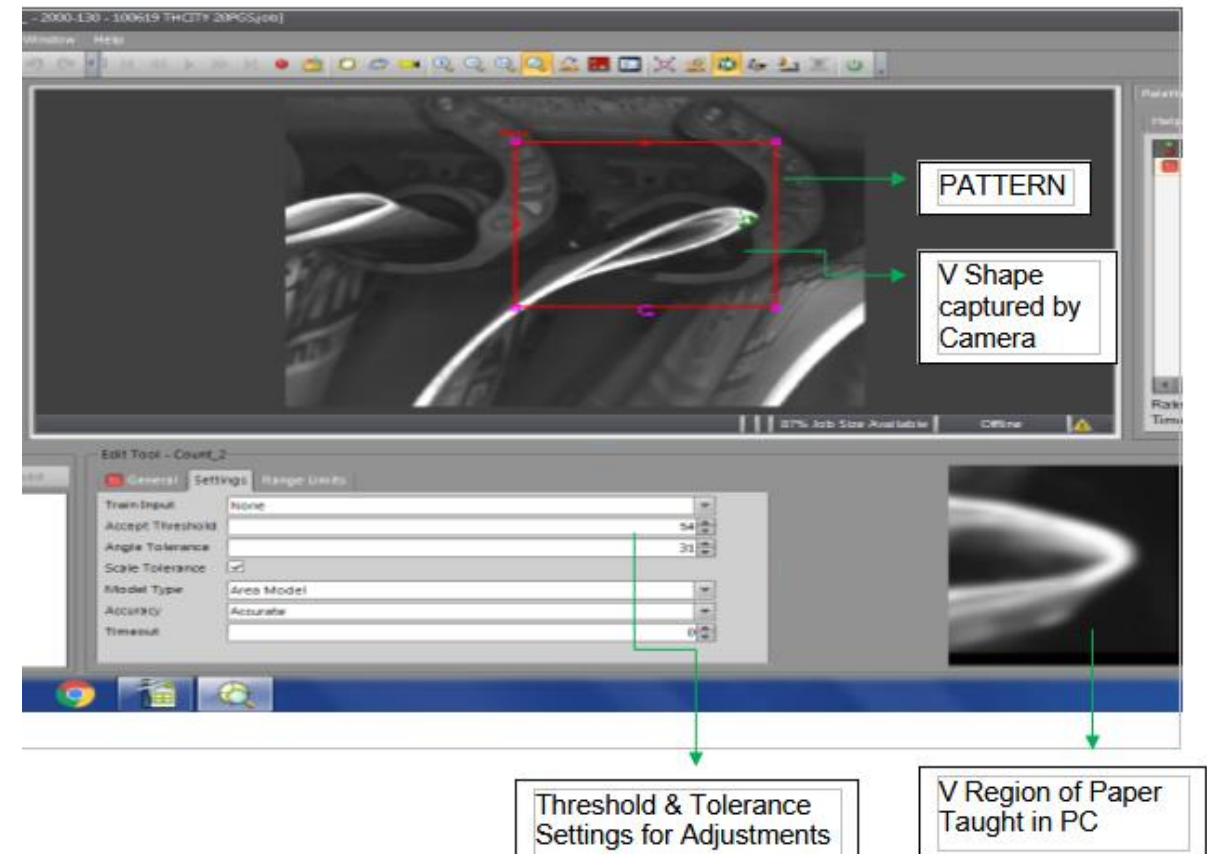 - 2000-130 - 100619 THCITY 20PGS.job]
Window Help
PATTERN
V Shape
captured by
Camera
87% Job Size Available Offline
Edit Tool - Count_2
General Settings Range Limits
Train Input None
Accept Threshold 54
Angle Tolerance 31
Scale Tolerance
Model Type Area Model
Accuracy Accurate
Timeout 0
Threshold & Tolerance
Settings for Adjustments
V Region of Paper
Taught in PC